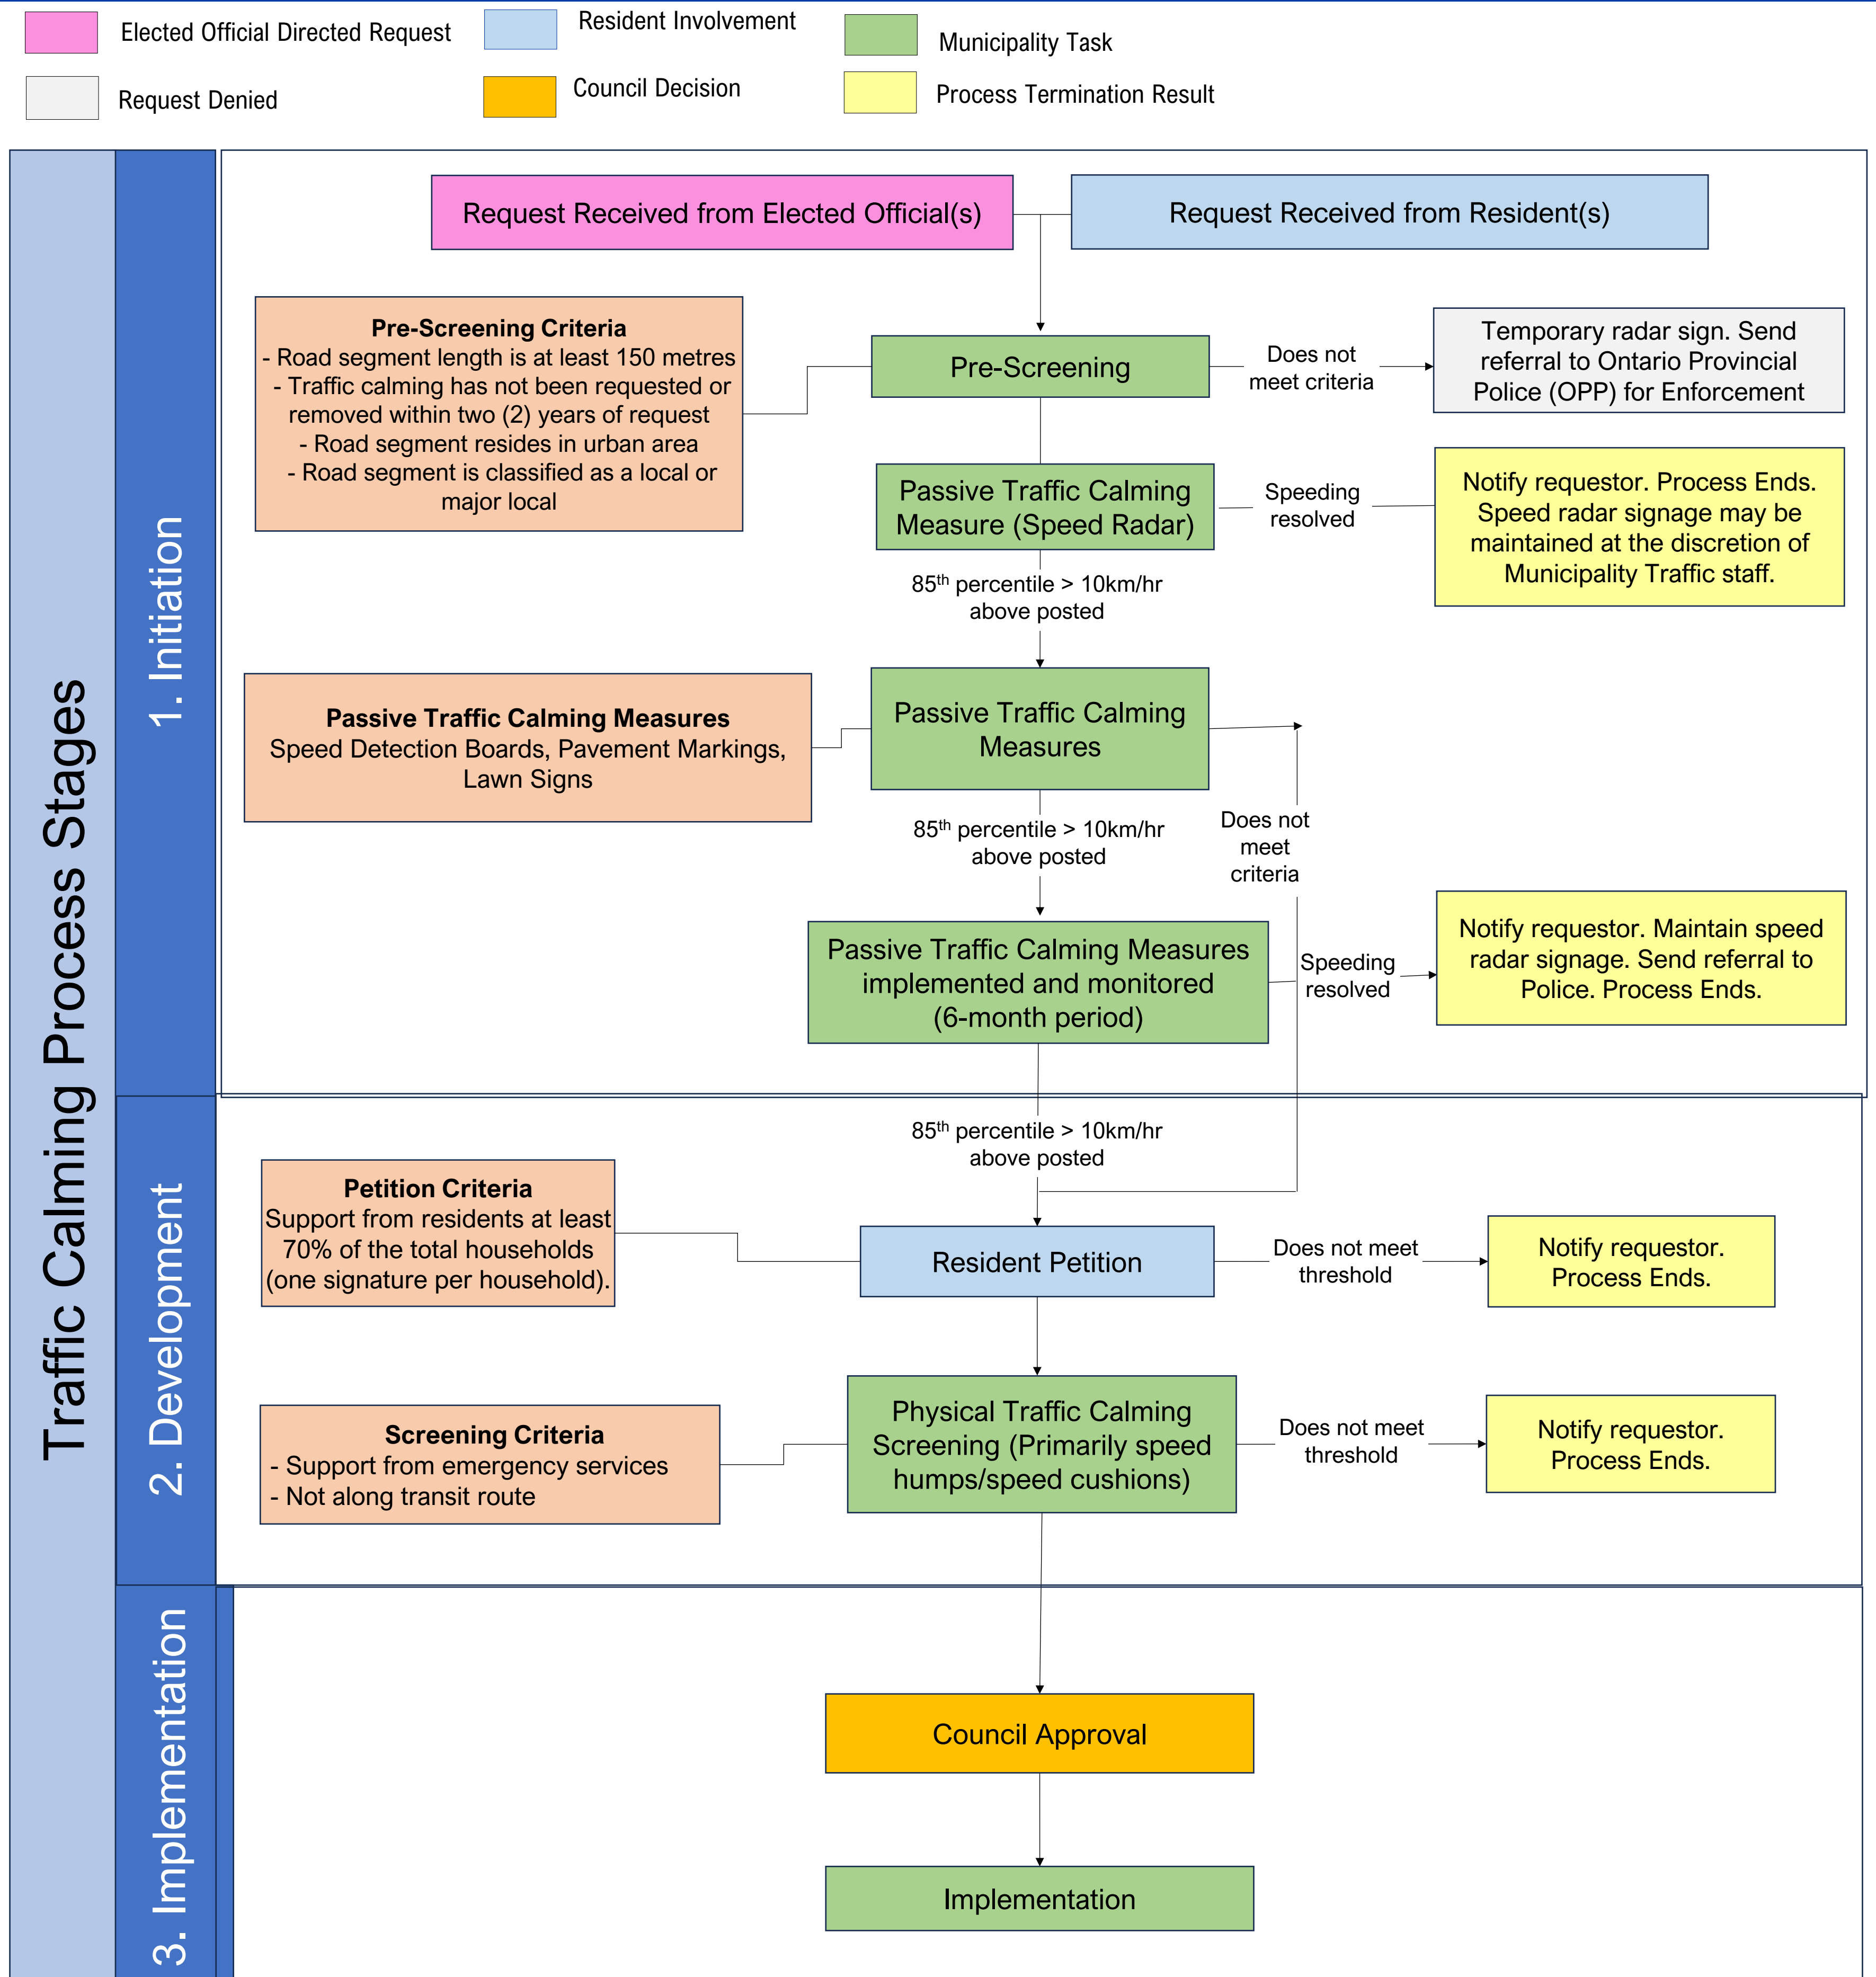 Elected Official Directed Request
Resident Involvement
Municipality Task
Request Denied
Council Decision
Process Termination Result
Traffic Calming Process Stages
1. Initiation
Request Received from Elected Official(s)
Request Received from Resident(s)
Pre-Screening Criteria
- Road segment length is at least 150 metres
- Traffic calming has not been requested or
removed within two (2) years of request
- Road segment resides in urban area
- Road segment is classified as a local or
major local
Pre-Screening
Does not
meet criteria
Temporary radar sign. Send
referral to Ontario Provincial
Police (OPP) for Enforcement
Passive Traffic Calming
Measure (Speed Radar)
Speeding
resolved
Notify requestor. Process Ends.
Speed radar signage may be
maintained at the discretion of
Municipality Traffic staff.
85th percentile > 10km/hr
above posted
Passive Traffic Calming Measures
Speed Detection Boards, Pavement Markings,
Lawn Signs
Passive Traffic Calming
Measures
85th percentile > 10km/hr
above posted
Does not
meet
criteria
Passive Traffic Calming Measures
implemented and monitored
(6-month period)
Speeding
resolved
Notify requestor. Maintain speed
radar signage. Send referral to
Police. Process Ends.
2. Development
85th percentile > 10km/hr
above posted
Petition Criteria
Support from residents at least
70% of the total households
(one signature per household).
Resident Petition
Does not meet
threshold
Notify requestor.
Process Ends.
Screening Criteria
- Support from emergency services
- Not along transit route
Physical Traffic Calming
Screening (Primarily speed
humps/speed cushions)
Does not meet
threshold
Notify requestor.
Process Ends.
3. Implementation
Council Approval
Implementation